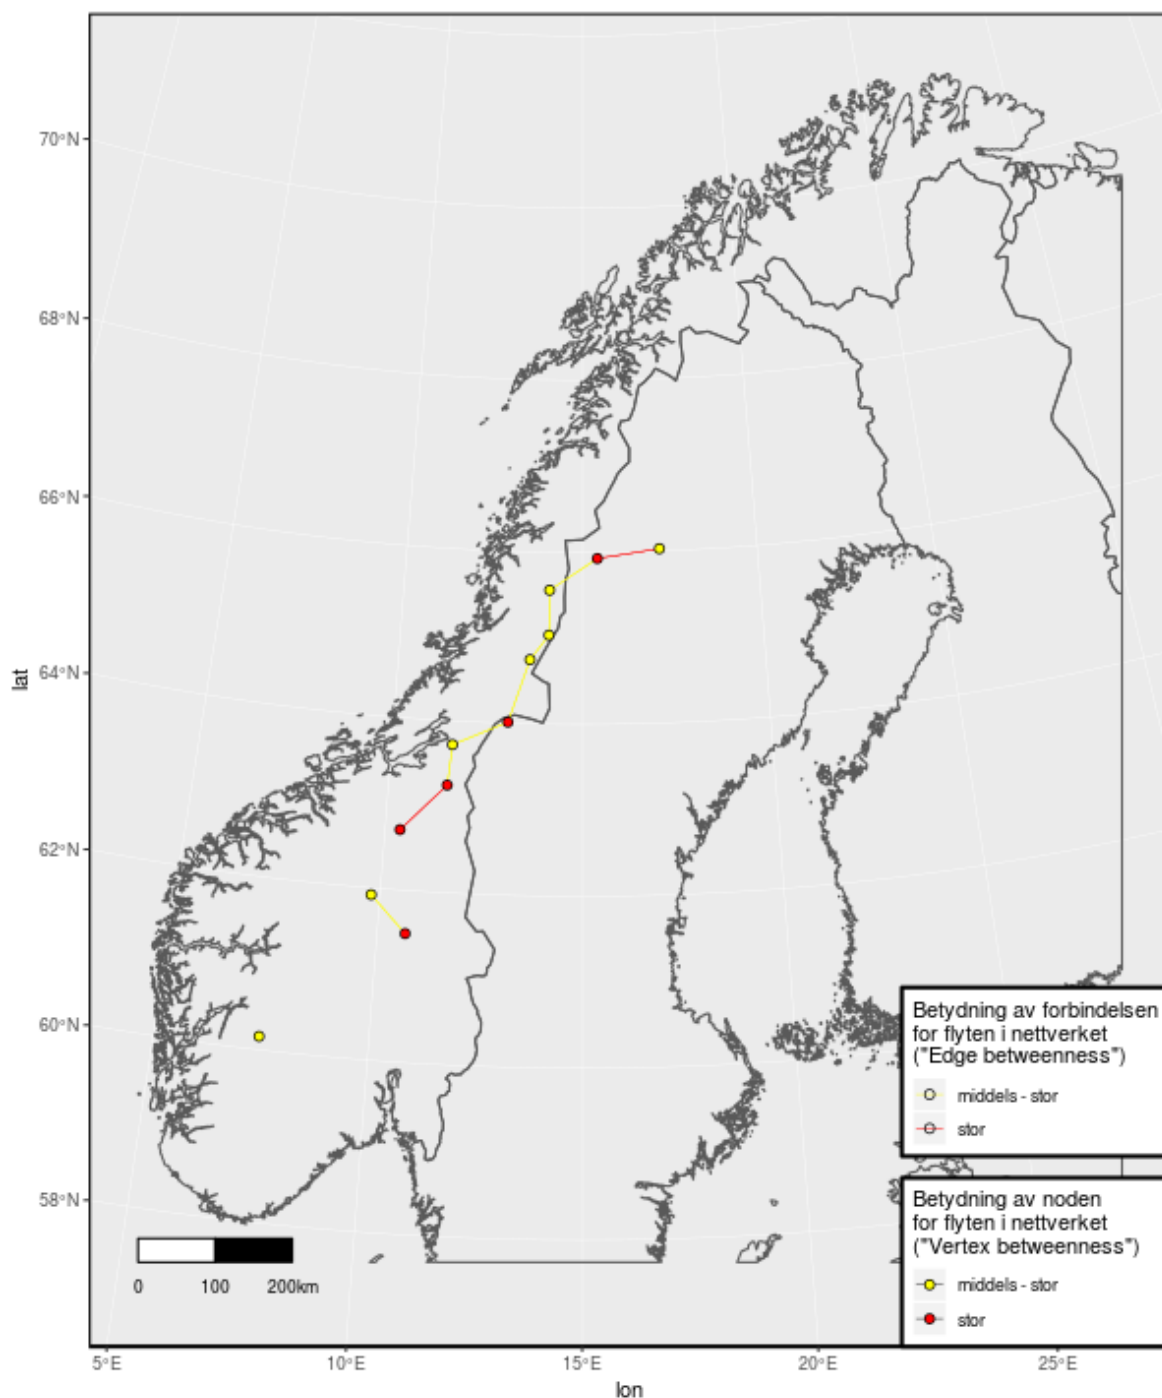 70°N
68°N
66°N
64°N
62°N
60°N
58°N
lat
0 100 200km
5°E 10°E 15°E 20°E 25°E
lon
Betydning av forbindelsen
for flyten i nettverket
("Edge betweenness")
middels - stor
stor
Betydning av noden
for flyten i nettverket
("Vertex betweenness")
middels - stor
stor